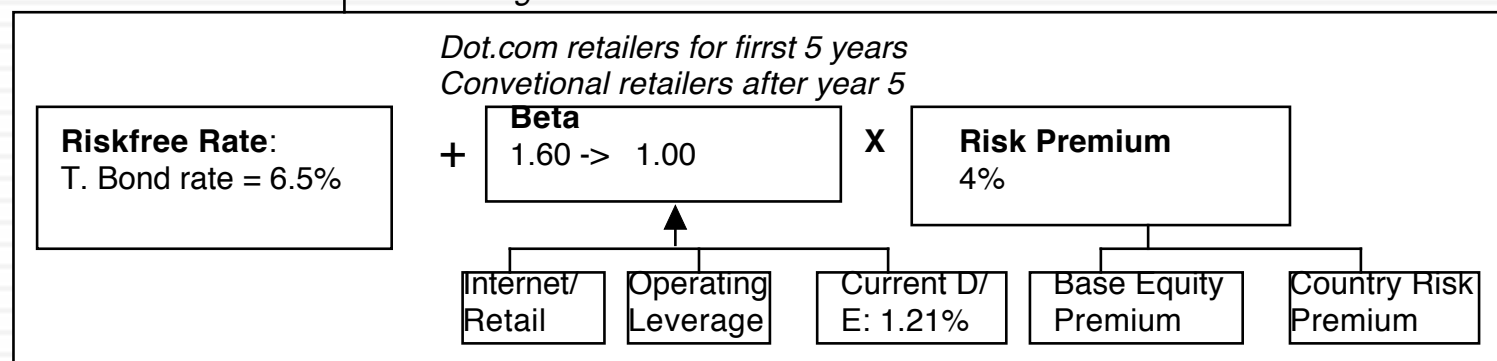 Dot.com retailers for firrst 5 years
Convetional retailers after year 5
Riskfree Rate:
T. Bond rate = 6.5%
+
Beta
1.60 -> 1.00
X
Risk Premium
4%
Internet/
Retail
Operating
Leverage
Current D/
E: 1.21%
Base Equity
Premium
Country Risk
Premium